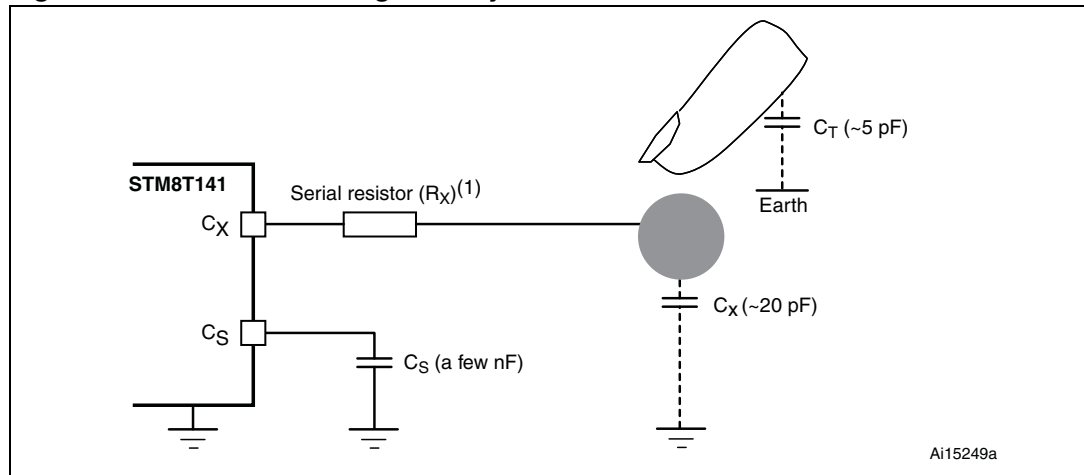 STM8T141
Serial resistor (RX)(1)
CX
CS
CS (a few nF)
CT (~5 pF)
Earth
CX (~20 pF)
Ai15249a